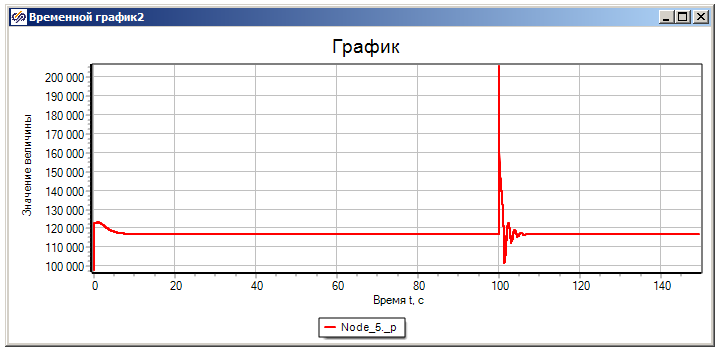 Временной график2
График
Значение величины
200 000
190 000
180 000
170 000
160 000
150 000
140 000
130 000
120 000
110 000
100 000
0 20 40 60 80 100 120 140
Время t, с
Node_5._p